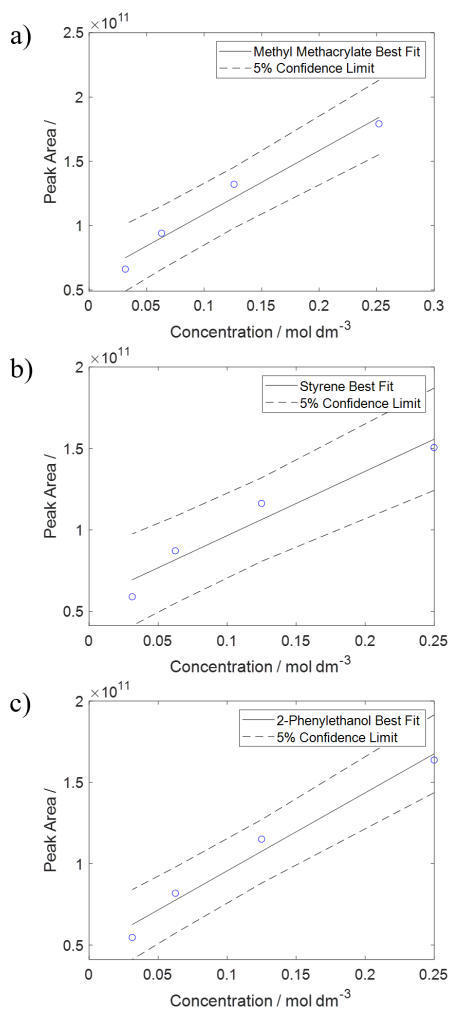 a)
×10^11
2.5
2
1.5
1
0.5
Peak Area /
Methyl Methacrylate Best Fit
5% Confidence Limit
0 0.05 0.1 0.15 0.2 0.25 0.3
Concentration / mol dm^-3
b)
×10^11
2
1.5
1
0.5
Peak Area /
Styrene Best Fit
5% Confidence Limit
0 0.05 0.1 0.15 0.2 0.25
Concentration / mol dm^-3
c)
×10^11
2
1.5
1
0.5
Peak Area /
2-Phenylethanol Best Fit
5% Confidence Limit
0 0.05 0.1 0.15 0.2 0.25
Concentration / mol dm^-3